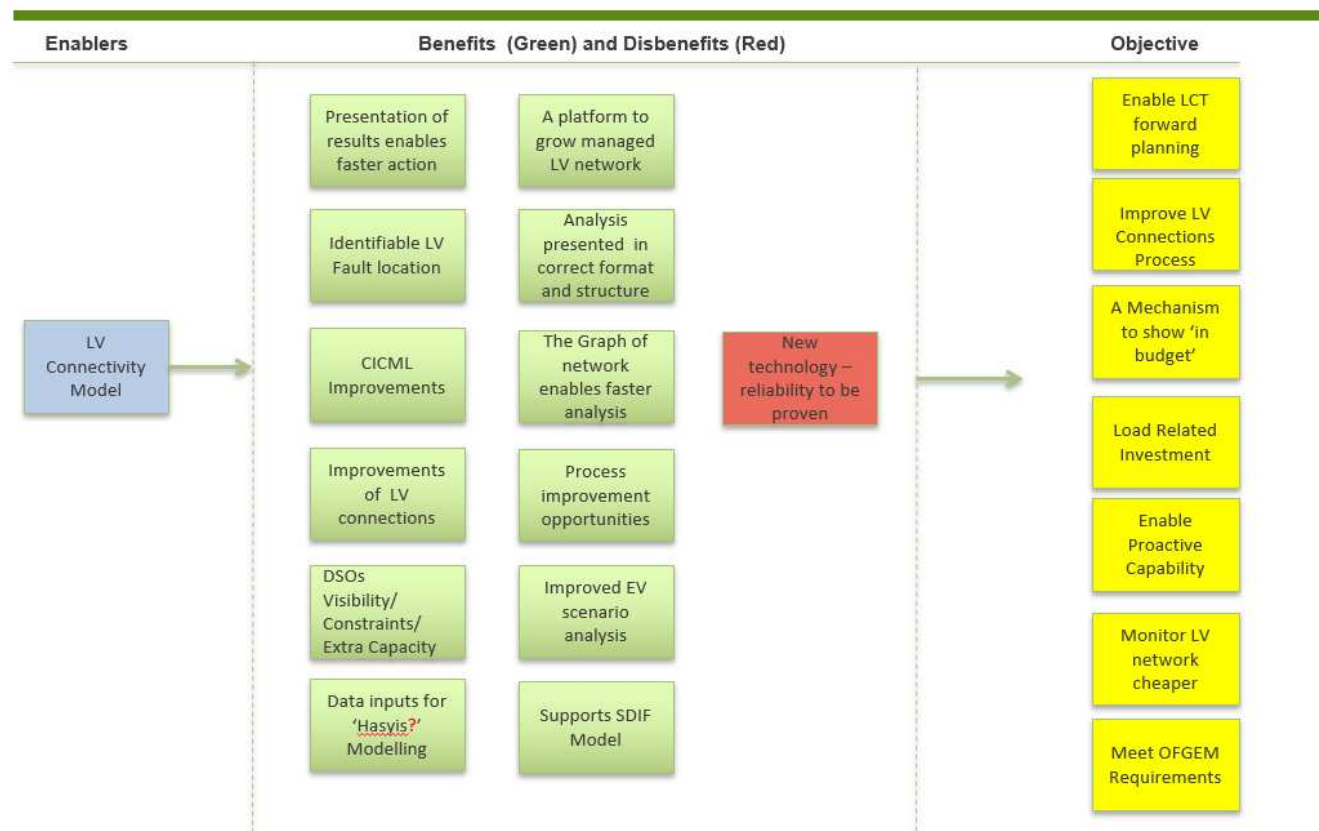 Enablers
Benefits (Green) and Disbenefits (Red)
Objective
LV
Connectivity
Model
Presentation of
results enables
faster action
A platform to
grow managed
LV network
Identifiable LV
Fault location
Analysis
presented in
correct format
and structure
CICML
Improvements
The Graph of
network
enables faster
analysis
New
technology –
reliability to be
proven
Improvements
of LV
connections
Process
improvement
opportunities
DSOs
Visibility/
Constraints/
Extra Capacity
Improved EV
scenario
analysis
Data inputs for
‘Hasyis?’
Modelling
Supports SDIF
Model
Enable LCT
forward
planning
Improve LV
Connections
Process
A Mechanism
to show ‘in
budget’
Load Related
Investment
Enable
Proactive
Capability
Monitor LV
network
cheaper
Meet OFGEM
Requirements